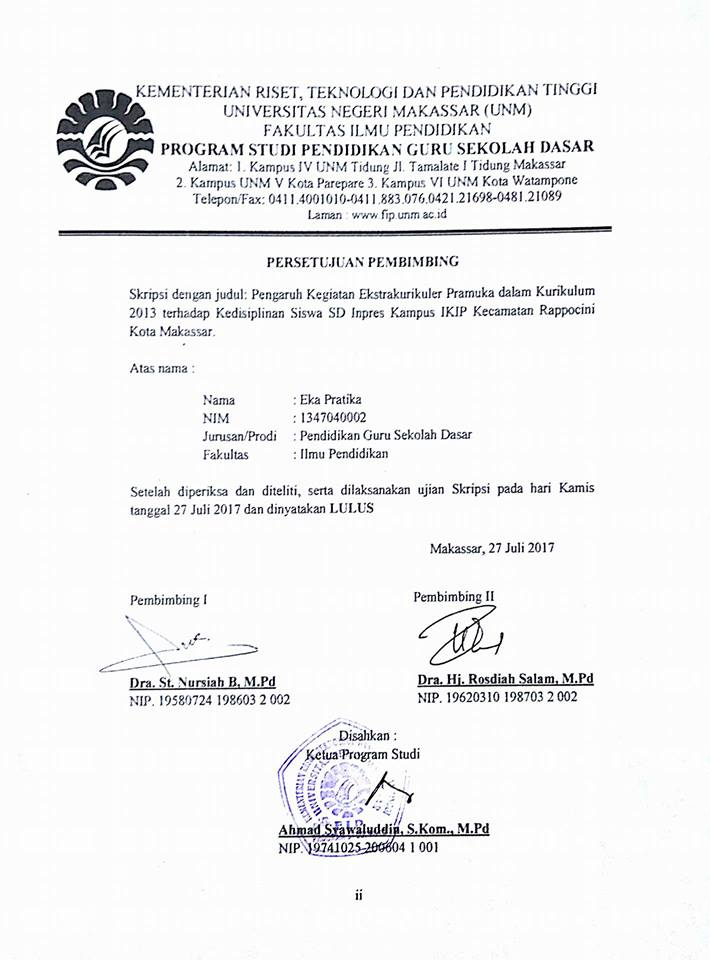 KEMENTERIAN RISET, TEKNOLOGI DAN PENDIDIKAN TINGGI
UNIVERSITAS NEGERI MAKASSAR (UNM)
FAKULTAS ILMU PENDIDIKAN
PROGRAM STUDI PENDIDIKAN GURU SEKOLAH DASAR
Alamat: 1. Kampus IV UNM Tidung Jl. Tamalate I Tidung Makassar
2. Kampus UNM V Kota Parepare 3. Kampus VI UNM Kota Watampone
Telepon/Fax: 0411.4001010-0411.883.076.0421.21698-0481.21089
Laman : www.fip.unm.ac.id
PERSETUJUAN PEMBIMBING
Skripsi dengan judul: Pengaruh Kegiatan Ekstrakurikuler Pramuka dalam Kurikulum
2013 terhadap Kedisiplinan Siswa SD Inpres Kampus IKIP Kecamatan Rappocini
Kota Makassar.
Atas nama :
Nama : Eka Pratika
NIM : 1347040002
Jurusan/Prodi : Pendidikan Guru Sekolah Dasar
Fakultas : Ilmu Pendidikan
Setelah diperiksa dan diteliti, serta dilaksanakan ujian Skripsi pada hari Kamis
tanggal 27 Juli 2017 dan dinyatakan LULUS
Makassar, 27 Juli 2017
Pembimbing I
Pembimbing II
Dra. St. Nursiah B, M.Pd
NIP. 19580724 198603 2 002
Dra. Hj. Rosdiah Salam, M.Pd
NIP. 19620310 198703 2 002
Disahkan :
Ketua Program Studi
Ahmad Syawaluddin, S.Kom., M.Pd
NIP. 19741025 200604 1 001
ii